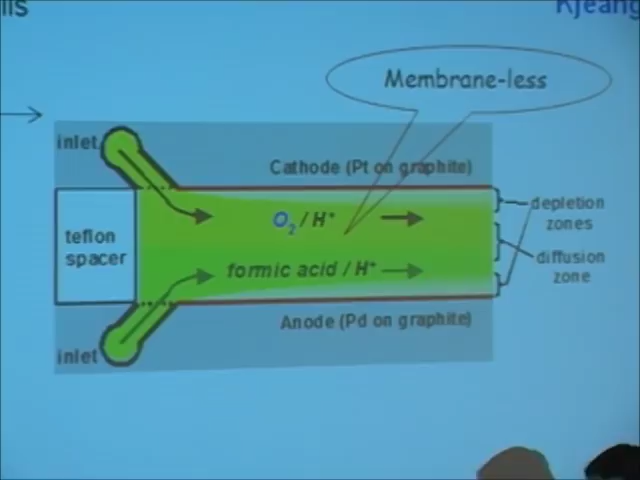 Kjeang
Membrane-less
inlet
Cathode (Pt on graphite)
O2 / H+
teflon
spacer
formic acid / H+
depletion
zones
diffusion
zone
Anode (Pd on graphite)
inlet